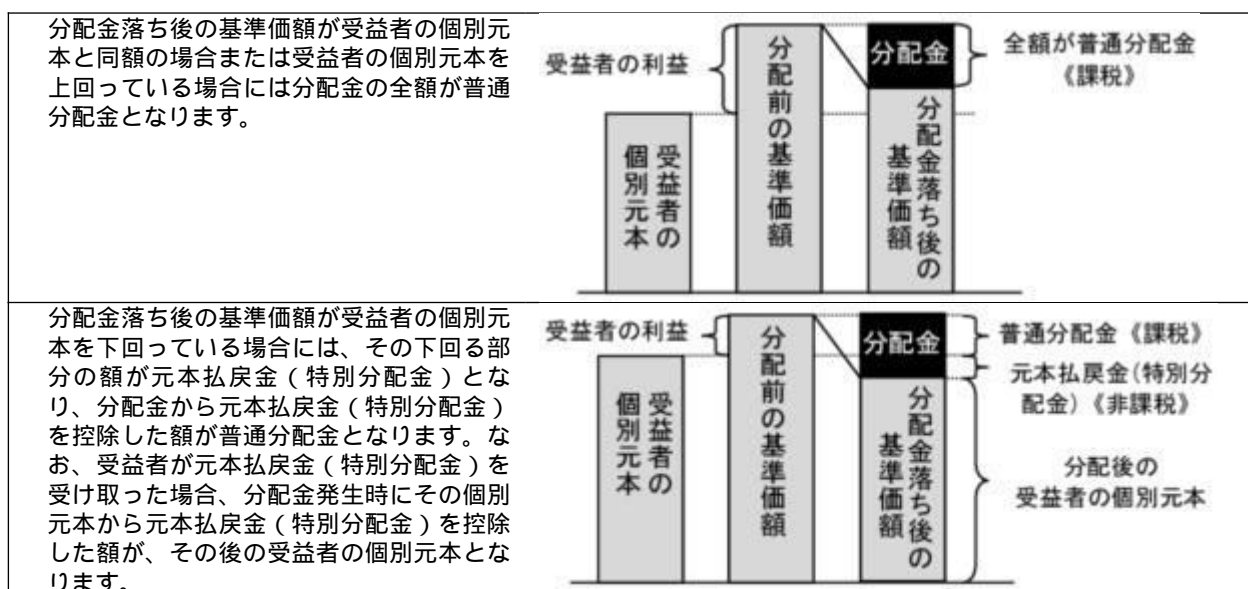 分配金落ち後の基準価額が受益者の個別元
本と同額の場合または受益者の個別元本を
上回っている場合には分配金の全額が普通
分配金となります。
受益者の利益
受益者の
個別元本
分配前の基準価額
分配金
分配金落ち後の
基準価額
全額が普通分配金
《課税》
分配金落ち後の基準価額が受益者の個別元
本を下回っている場合には、その下回る部
分の額が元本払戻金（特別分配金）とな
り、分配金から元本払戻金（特別分配金）
を控除した額が普通分配金となります。な
お、受益者が元本払戻金（特別分配金）を
受け取った場合、分配金発生時にその個別
元本から元本払戻金（特別分配金）を控除
した額が、その後の受益者の個別元本とな
ります。
受益者の利益
受益者の
個別元本
分配前の基準価額
分配金
分配金落ち後の
基準価額
普通分配金《課税》
元本払戻金(特別分
配金)《非課税》
分配後の
受益者の個別元本